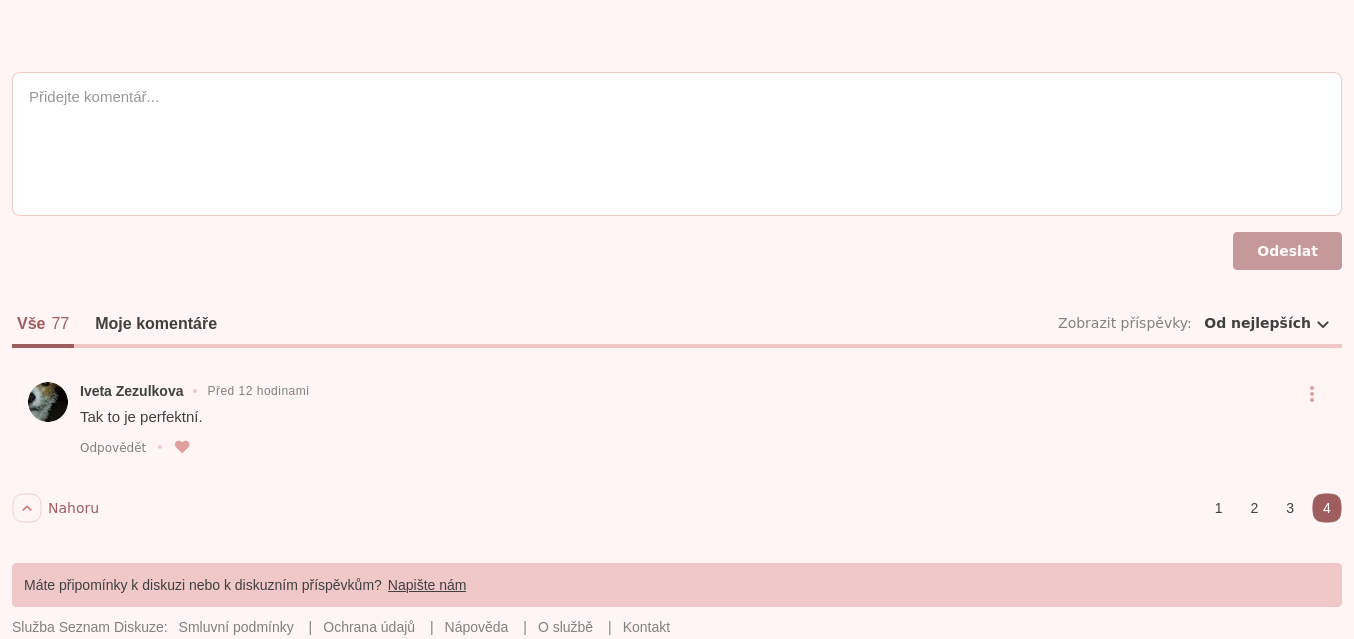 Přidejte komentář...
Odeslat
Vše 77 Moje komentáře Zobrazit příspěvky: Od nejlepších
Iveta Zezulkova • Před 12 hodinami
Tak to je perfektní.
Odpovědět •
Nahoru 1 2 3 4
Máte připomínky k diskuzi nebo k diskuzním příspěvkům? Napište nám
Služba Seznam Diskuze: Smluvní podmínky | Ochrana údajů | Nápověda | O službě | Kontakt